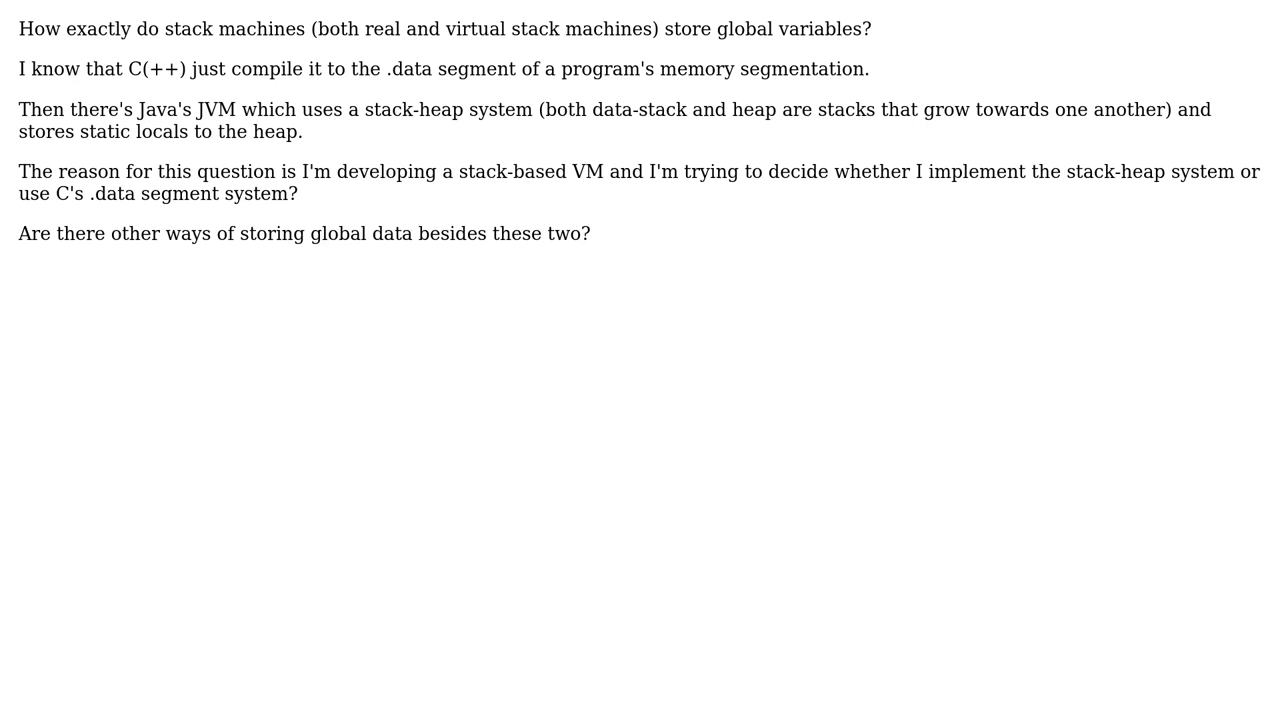 How exactly do stack machines (both real and virtual stack machines) store global variables?
I know that C(++) just compile it to the .data segment of a program's memory segmentation.
Then there's Java's JVM which uses a stack-heap system (both data-stack and heap are stacks that grow towards one another) and
stores static locals to the heap.
The reason for this question is I'm developing a stack-based VM and I'm trying to decide whether I implement the stack-heap system or
use C's .data segment system?
Are there other ways of storing global data besides these two?